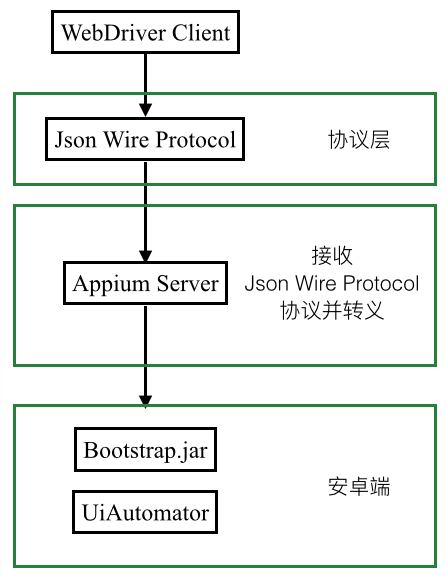 WebDriver Client
Json Wire Protocol
协议层
接收
Json Wire Protocol
协议并转义
Appium Server
Bootstrap.jar
安卓端
UiAutomator